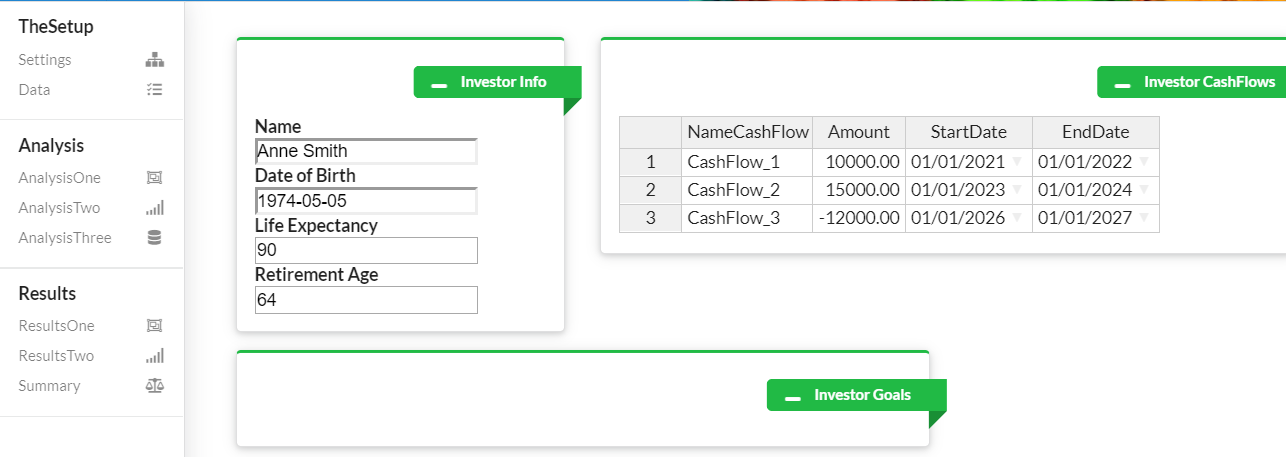 TheSetup
Settings
Data
Analysis
AnalysisOne
AnalysisTwo
AnalysisThree
Results
ResultsOne
ResultsTwo
Summary
Investor Info
Name
Anne Smith
Date of Birth
1974-05-05
Life Expectancy
90
Retirement Age
64
Investor CashFlows
NameCashFlow Amount StartDate EndDate
1 CashFlow_1 10000.00 01/01/2021 01/01/2022
2 CashFlow_2 15000.00 01/01/2023 01/01/2024
3 CashFlow_3 -12000.00 01/01/2026 01/01/2027
Investor Goals